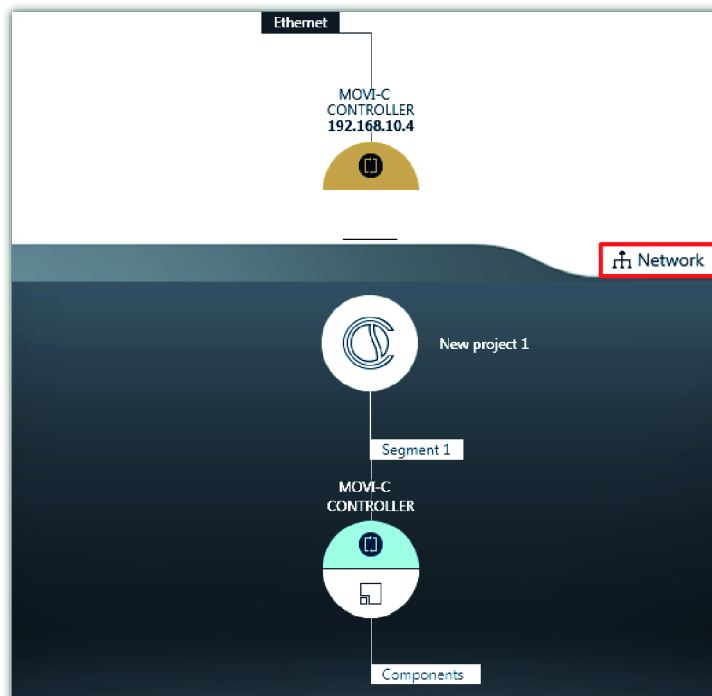 Ethernet
MOVI-C
CONTROLLER
192.168.10.4
Network
New project 1
Segment 1
MOVI-C
CONTROLLER
Components